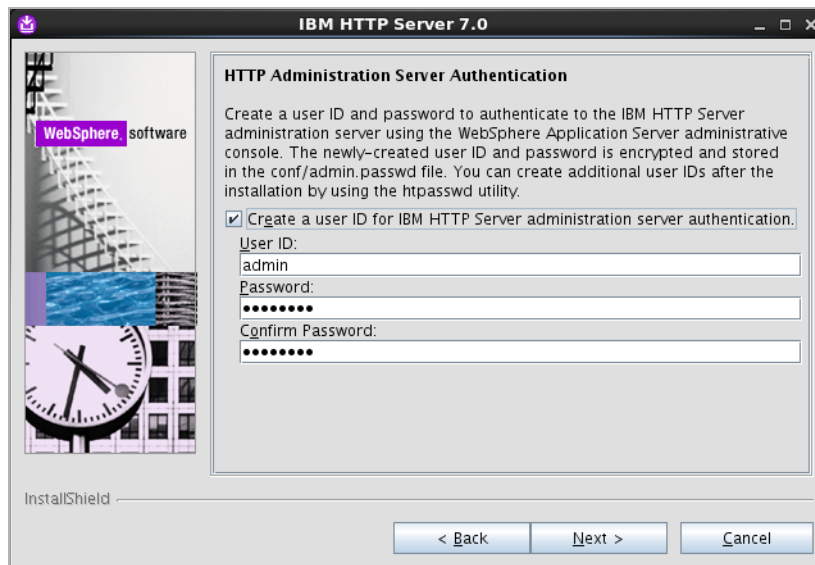 IBM HTTP Server 7.0
WebSphere. software
HTTP Administration Server Authentication
Create a user ID and password to authenticate to the IBM HTTP Server
administration server using the WebSphere Application Server administrative
console. The newly-created user ID and password is encrypted and stored
in the conf/admin.passwd file. You can create additional user IDs after the
installation by using the htpasswd utility.
Create a user ID for IBM HTTP Server administration server authentication.
User ID:
admin
Password:
••••••••
Confirm Password:
••••••••
InstallShield
< Back
Next >
Cancel